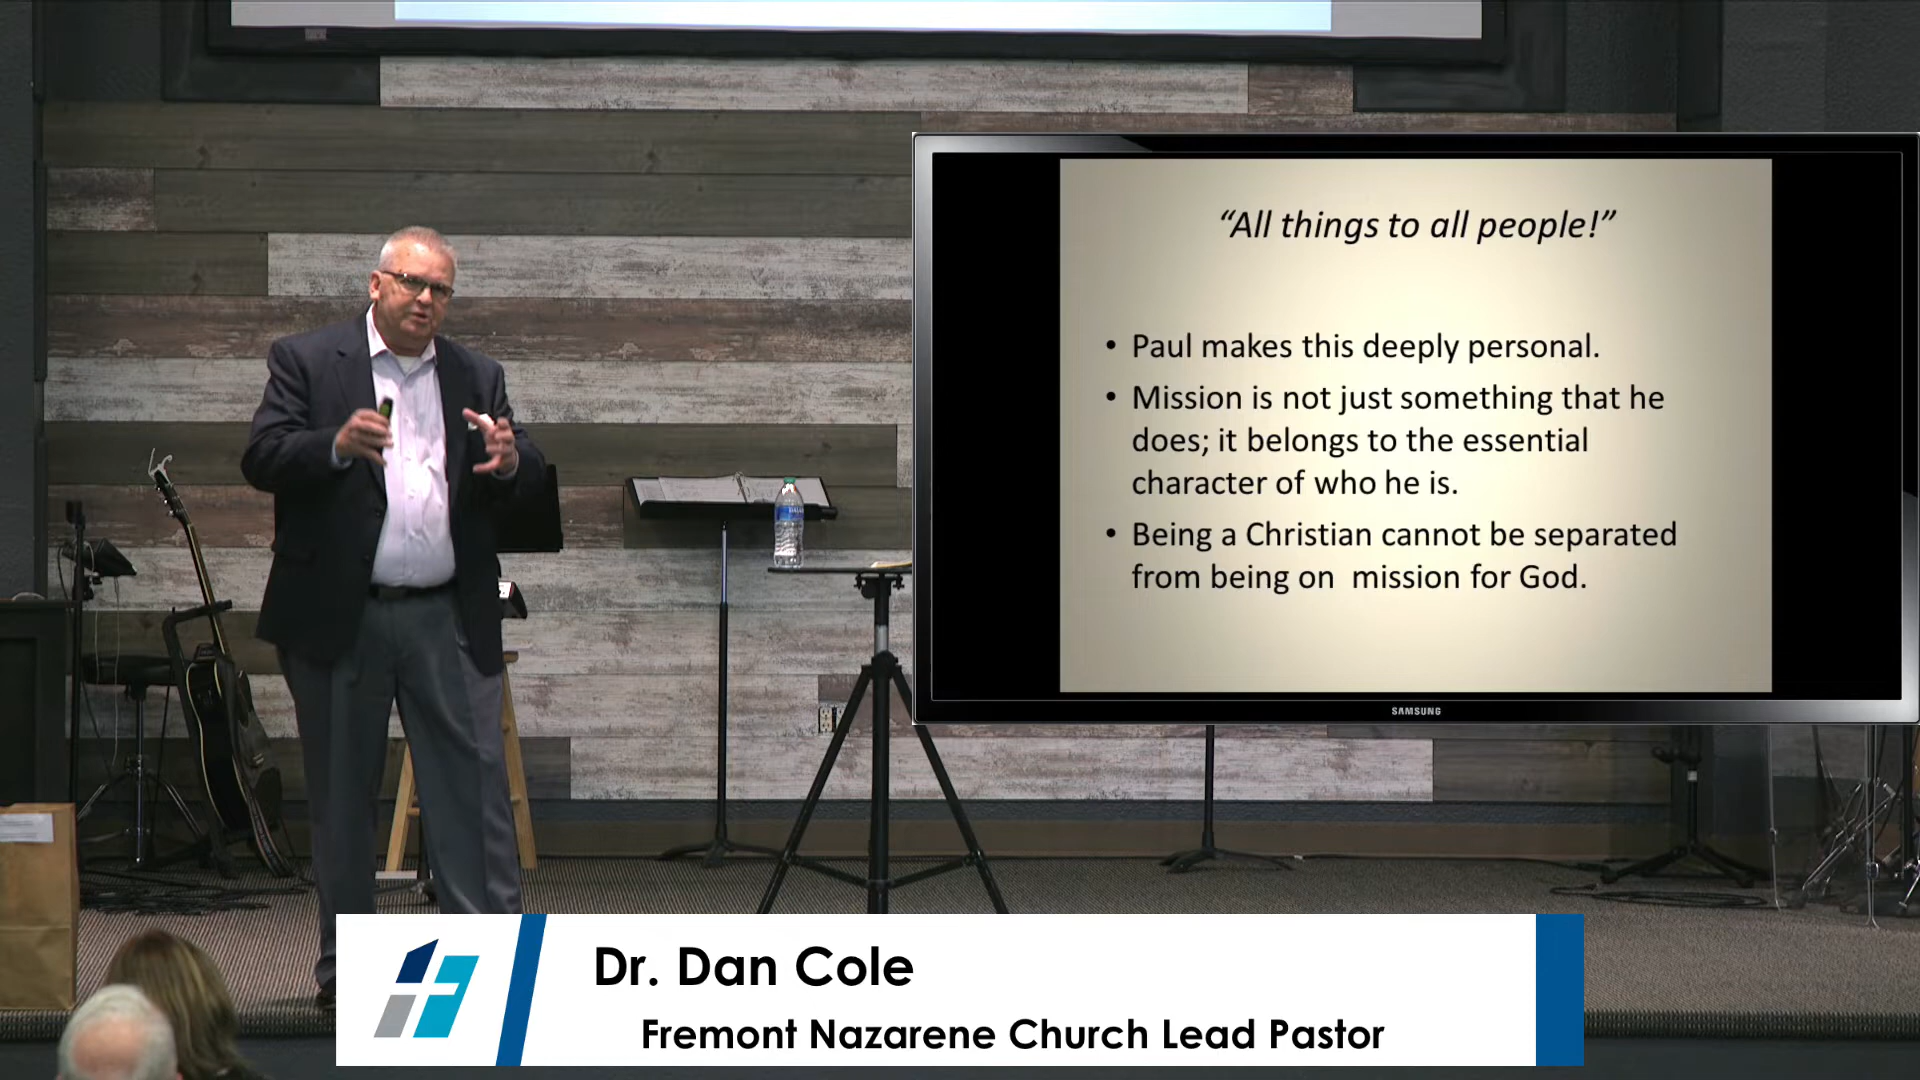 “All things to all people!”
• Paul makes this deeply personal.
• Mission is not just something that he
does; it belongs to the essential
character of who he is.
• Being a Christian cannot be separated
from being on  mission for God.
SAMSUNG
Dr. Dan Cole
Fremont Nazarene Church Lead Pastor